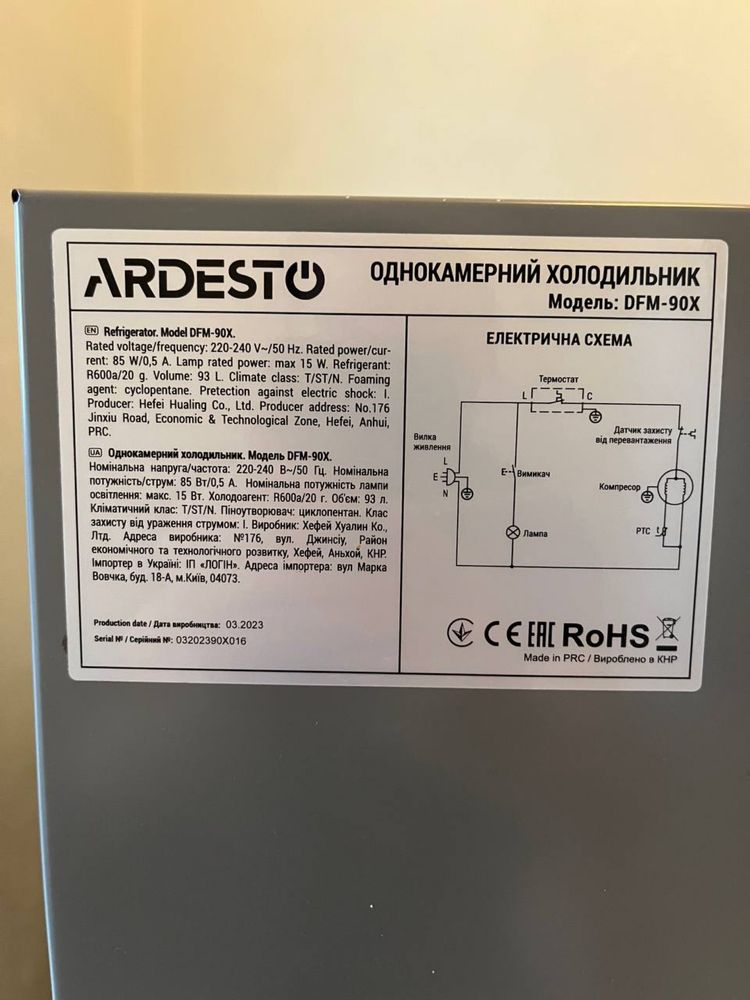 ARDESTO
ОДНОКАМЕРНИЙ ХОЛОДИЛЬНИК
Модель: DFM-90X
EN Refrigerator. Model DFM-90X.
Rated voltage/frequency: 220-240 V~/50 Hz. Rated power/cur-
rent: 85 W/0,5 A. Lamp rated power: max 15 W. Refrigerant:
R600a/20 g. Volume: 93 L. Climate class: T/ST/N. Foaming
agent: cyclopentane. Pretection against electric shock: I.
Producer: Hefei Hualing Co., Ltd. Producer address: No.176
Jinxiu Road, Economic & Technological Zone, Hefei, Anhui,
PRC.
UA Однокамерний холодильник. Модель DFM-90X.
Номінальна напруга/частота: 220-240 В~/50 Гц. Номінальна
потужність/струм: 85 Вт/0,5 А. Номінальна потужність лампи
освітлення: макс. 15 Вт. Холодоагент: R600a/20 г. Об'єм: 93 л.
Кліматичний клас: T/ST/N. Піноутворювач: циклопентан. Клас
захисту від ураження струмом: I. Виробник: Хефей Хуалин Ко.,
Лтд. Адреса виробника: №176, вул. Джинсіу, Район
економічного та технологічного розвитку, Хефей, Аньхой, КНР.
Імпортер в Україні: ІП «ЛОГІН». Адреса імпортера: вул Марка
Вовчка, буд. 18-А, м.Київ, 04073.
Production date / Дата виробництва: 03.2023
Serial № / Серійний №: 03202390X016
ЕЛЕКТРИЧНА СХЕМА
Термостат
L C
Датчик захисту
від перевантаження
Вилка
живлення
L
E
N
E Вимикач
Компресор
Лампа
PTC
CE EAC RoHS
Made in PRC / Вироблено в КНР